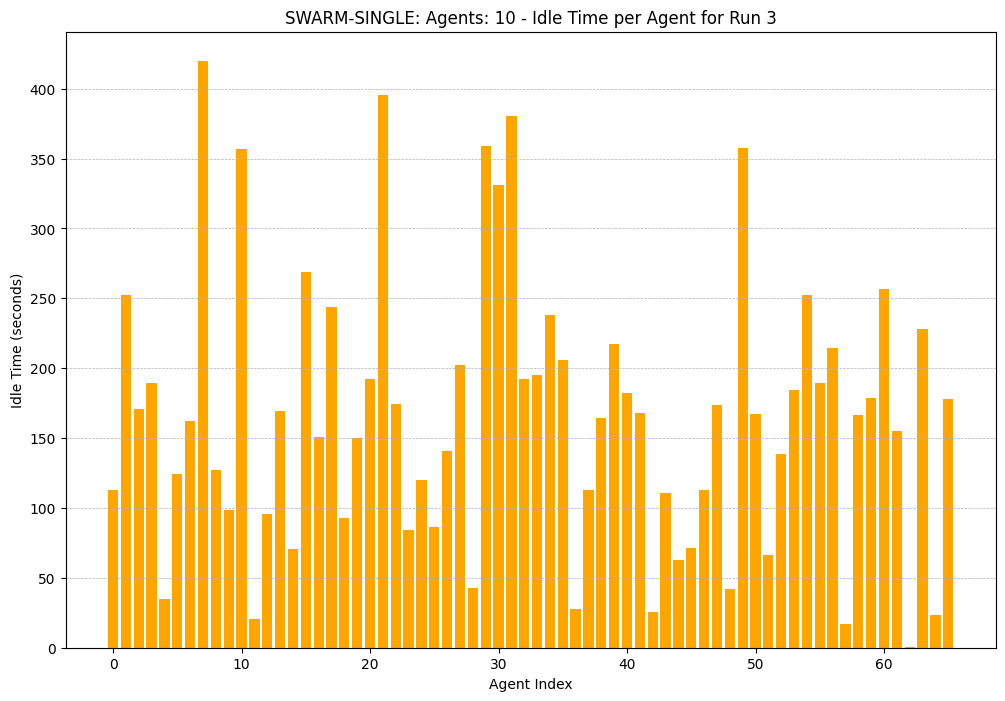 SWARM-SINGLE: Agents: 10 - Idle Time per Agent for Run 3
Idle Time (seconds)
400
350
300
250
200
150
100
50
0
0 10 20 30 40 50 60
Agent Index